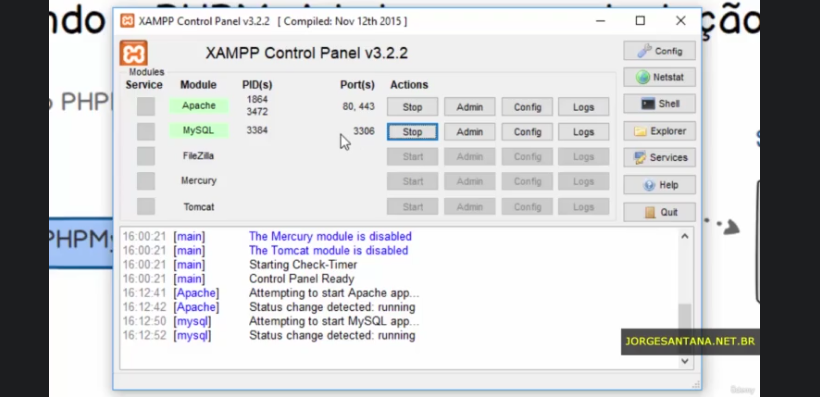 XAMPP Control Panel v3.2.2 [ Compiled: Nov 12th 2015 ]
XAMPP Control Panel v3.2.2
Config
Modules
Service Module PID(s) Port(s) Actions
Netstat
Apache 1864 3472 80, 443 Stop Admin Config Logs
Shell
MySQL 3384 3306 Stop Admin Config Logs
Explorer
FileZilla Start Admin Config Logs
Services
Mercury Start Admin Config Logs
Help
Tomcat Start Admin Config Logs
Quit
16:00:21 [main] The Mercury module is disabled
16:00:21 [main] The Tomcat module is disabled
16:00:21 [main] Starting Check-Timer
16:00:21 [main] Control Panel Ready
16:12:41 [Apache] Attempting to start Apache app...
16:12:42 [Apache] Status change detected: running
16:12:50 [mysql] Attempting to start MySQL app...
16:12:52 [mysql] Status change detected: running
JORGESANTANA.NET.BR
Udemy